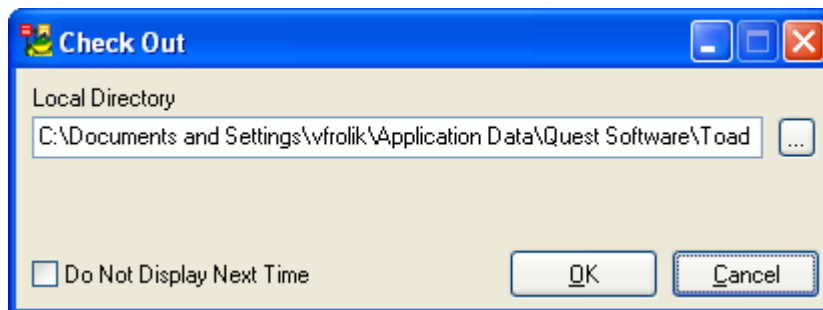 Check Out
Local Directory
C:\Documents and Settings\vfrolik\Application Data\Quest Software\Toad
...
Do Not Display Next Time
OK
Cancel